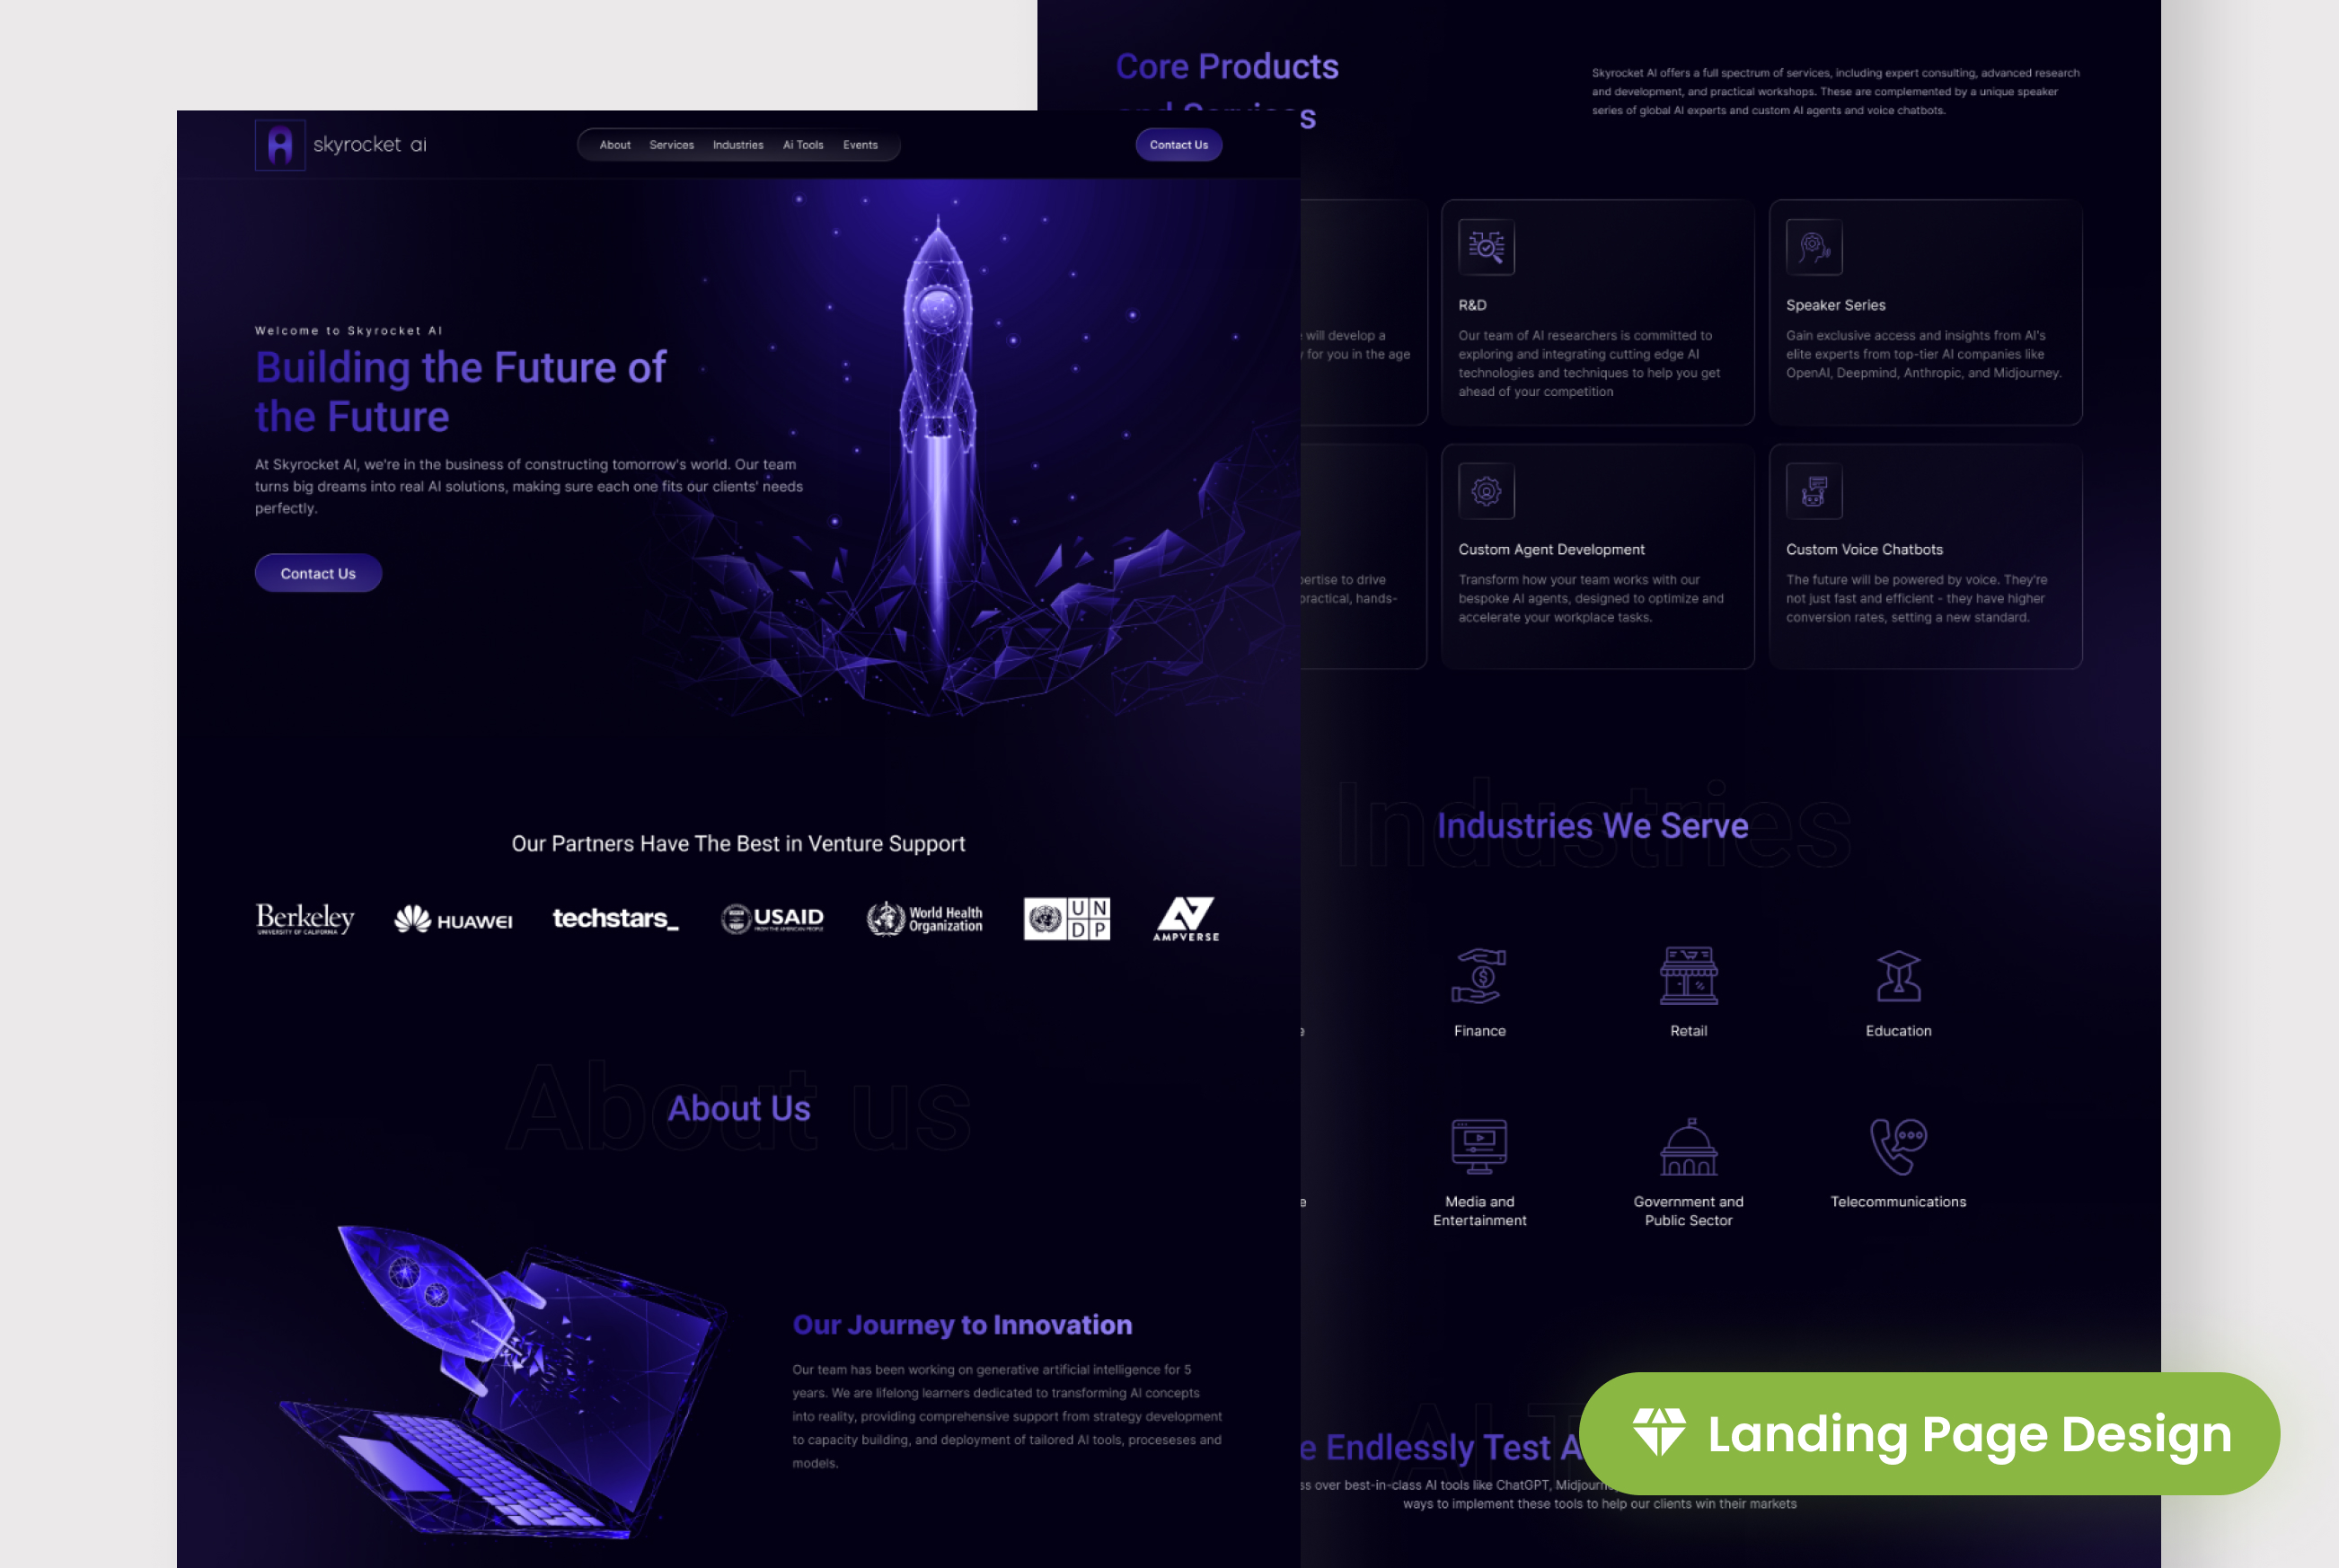 skyrocket ai
About Services Industries Ai Tools Events
Contact Us
Welcome to Skyrocket AI
Building the Future of
the Future
At Skyrocket AI, we're in the business of constructing tomorrow's world. Our team
turns big dreams into real AI solutions, making sure each one fits our clients' needs
perfectly.
Contact Us
Our Partners Have The Best in Venture Support
Berkeley
UNIVERSITY OF CALIFORNIA
HUAWEI
techstars_
USAID
FROM THE AMERICAN PEOPLE
World Health
Organization
U N
D P
AMPVERSE
About us
About Us
Our Journey to Innovation
Our team has been working on generative artificial intelligence for 5
years. We are lifelong learners dedicated to transforming AI concepts
into reality, providing comprehensive support from strategy development
to capacity building, and deployment of tailored AI tools, proceseses and
models.
Core Products
and Services
Skyrocket AI offers a full spectrum of services, including expert consulting, advanced research
and development, and practical workshops. These are complemented by a unique speaker
series of global AI experts and custom AI agents and voice chatbots.
will develop a
for you in the age
R&D
Our team of AI researchers is committed to
exploring and integrating cutting edge AI
technologies and techniques to help you get
ahead of your competition
Speaker Series
Gain exclusive access and insights from AI's
elite experts from top-tier AI companies like
OpenAI, Deepmind, Anthropic, and Midjourney.
pertise to drive
practical, hands-
Custom Agent Development
Transform how your team works with our
bespoke AI agents, designed to optimize and
accelerate your workplace tasks.
Custom Voice Chatbots
The future will be powered by voice. They're
not just fast and efficient - they have higher
conversion rates, setting a new standard.
Industries
Industries We Serve
Finance
Retail
Education
Media and
Entertainment
Government and
Public Sector
Telecommunications
AI T
e Endlessly Test A
ss over best-in-class AI tools like ChatGPT, Midjourn
ways to implement these tools to help our clients win their markets
Landing Page Design